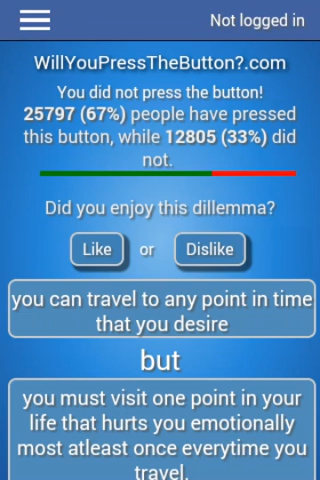 Not logged in
WillYouPressTheButton?.com
You did not press the button!
25797 (67%) people have pressed
this button, while 12805 (33%) did
not.
Did you enjoy this dillemma?
Like or Dislike
you can travel to any point in time
that you desire
but
you must visit one point in your
life that hurts you emotionally
most atleast once everytime you
travel.